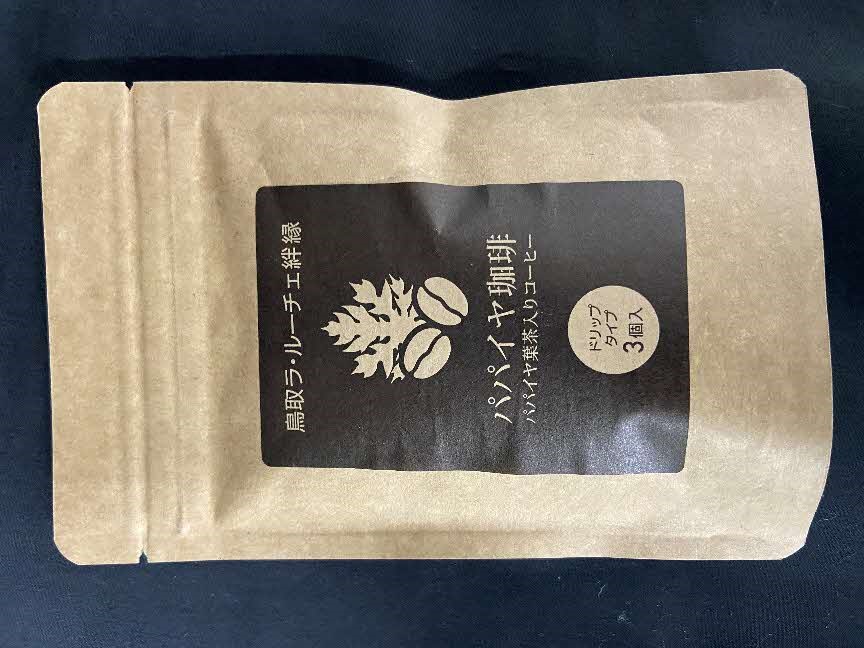 鳥取ラ・ルーチェ絆縁
パパイヤ珈琲
パパイヤ葉茶入りコーヒー
ドリップ
タイプ
3個入